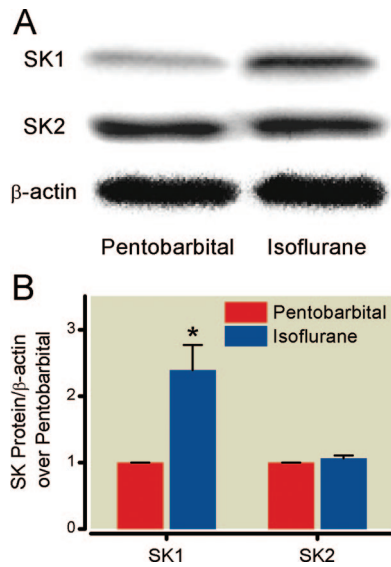 A
SK1
SK2
β-actin
Pentobarbital Isoflurane
B
SK Protein/β-actin
over Pentobarbital
3
2
1
0
Pentobarbital
Isoflurane
*
SK1 SK2